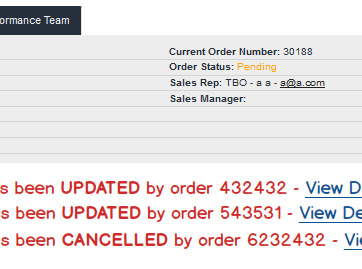 ormance Team
Current Order Number: 30188
Order Status: Pending
Sales Rep: TBO - a a - a@a.com
Sales Manager:
s been UPDATED by order 432432 - View D
s been UPDATED by order 543531 - View De
s been CANCELLED by order 6232432 - Vi